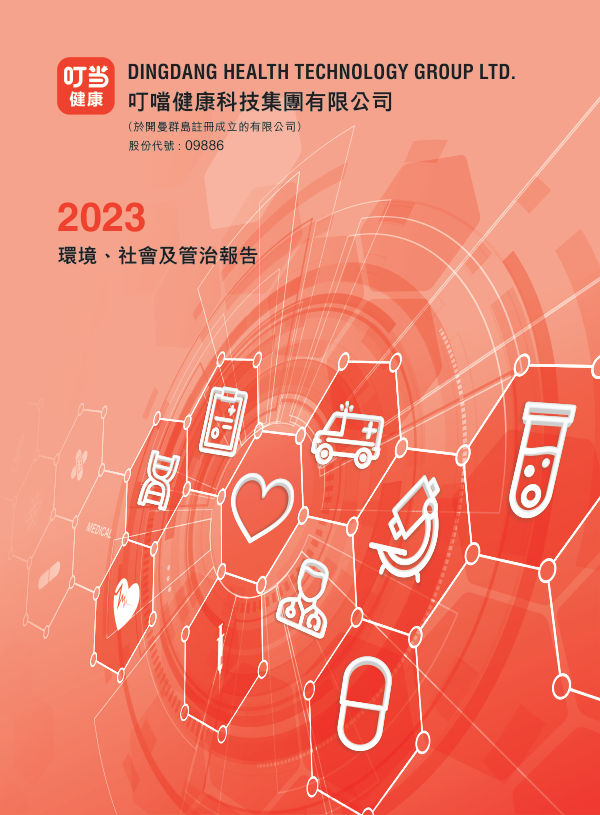 叮当
健康
DINGDANG HEALTH TECHNOLOGY GROUP LTD.
叮噹健康科技集團有限公司
(於開曼群島註冊成立的有限公司)
股份代號 : 09886
2023
環境、社會及管治報告
MEDICAL